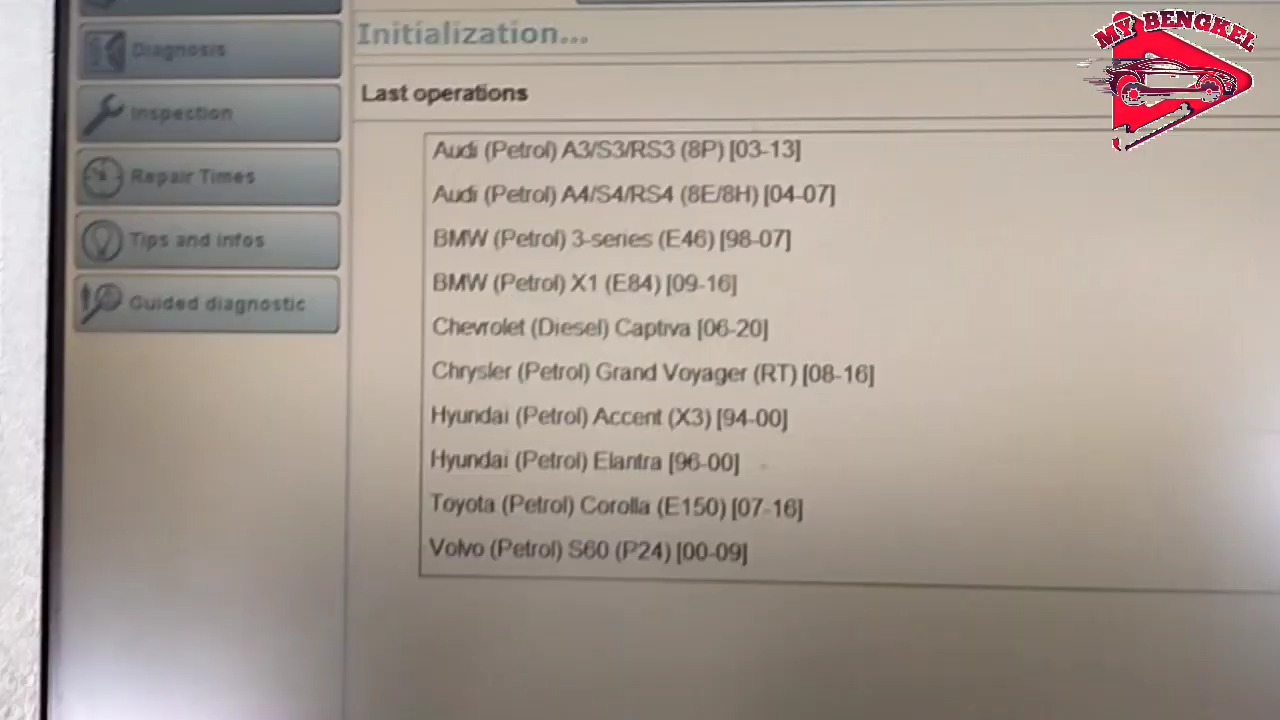 MY BENGKEL
Initialization...
Diagnosis
Inspection
Repair Times
Tips and infos
Guided diagnostic
Last operations
Audi (Petrol) A3/S3/RS3 (8P) [03-13]
Audi (Petrol) A4/S4/RS4 (8E/8H) [04-07]
BMW (Petrol) 3-series (E46) [98-07]
BMW (Petrol) X1 (E84) [09-16]
Chevrolet (Diesel) Captiva [06-20]
Chrysler (Petrol) Grand Voyager (RT) [08-16]
Hyundai (Petrol) Accent (X3) [94-00]
Hyundai (Petrol) Elantra [96-00]
Toyota (Petrol) Corolla (E150) [07-16]
Volvo (Petrol) S60 (P24) [00-09]